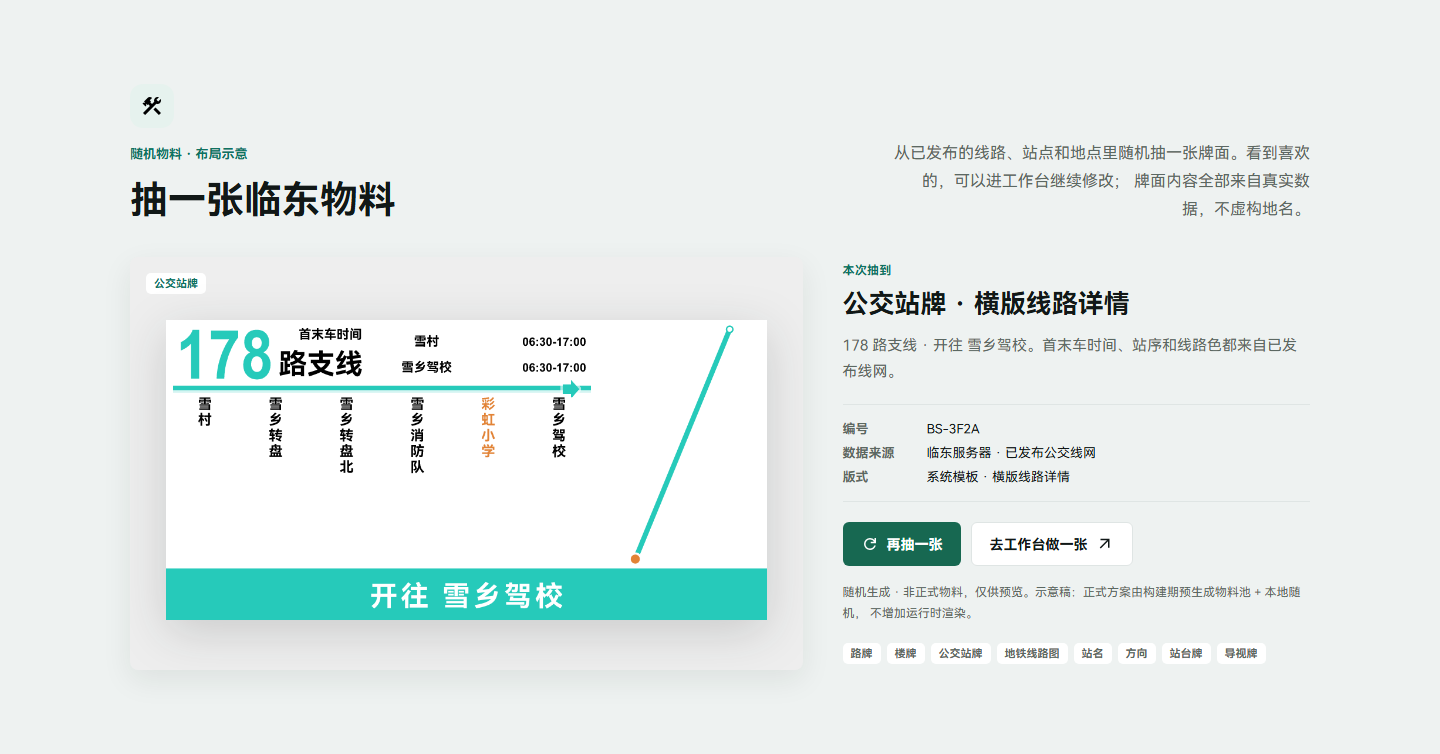 随机物料 · 布局示意
抽一张临东物料
从已发布的线路、站点和地点里随机抽一张牌面。看到喜欢
的，可以进工作台继续修改； 牌面内容全部来自真实数
据，不虚构地名。
公交站牌
178
路支线
首末车时间
雪村
06:30-17:00
雪乡驾校
06:30-17:00
雪村
雪乡转盘
雪乡转盘北
雪乡消防队
彩虹小学
雪乡驾校
开往 雪乡驾校
本次抽到
公交站牌 · 横版线路详情
178 路支线 · 开往 雪乡驾校。首末车时间、站序和线路色都来自已发
布线网。
编号 BS-3F2A
数据来源 临东服务器 · 已发布公交线网
版式 系统模板 · 横版线路详情
再抽一张
去工作台做一张
随机生成 · 非正式物料，仅供预览。示意稿：正式方案由构建期预生成物料池 + 本地随
机， 不增加运行时渲染。
路牌 楼牌 公交站牌 地铁线路图 站名 方向 站台牌 导视牌